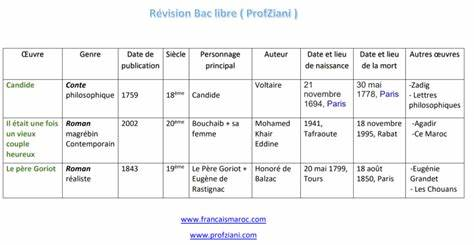 Révision Bac libre ( ProfZiani )
Œuvre Genre Date de publication Siècle Personnage principal Auteur Date et lieu de naissance Date et lieu de la mort Autres œuvres
Candide Conte philosophique 1759 18ème Candide Voltaire 21 novembre 1694, Paris 30 mai 1778, Paris -Zadig - Lettres philosophiques
Il était une fois un vieux couple heureux Roman magrébin Contemporain 2002 20ème Bouchaib + sa femme Mohamed Khair Eddine 1941, Tafraoute 18 novembre 1995, Rabat -Agadir -Ce Maroc
Le père Goriot Roman réaliste 1843 19ème Le Père Goriot + Eugène de Rastignac Honoré de Balzac 20 mai 1799, Tours 18 août 1850, Paris -Eugénie Grandet - Les Chouans
www.francaismaroc.com
www.profziani.com